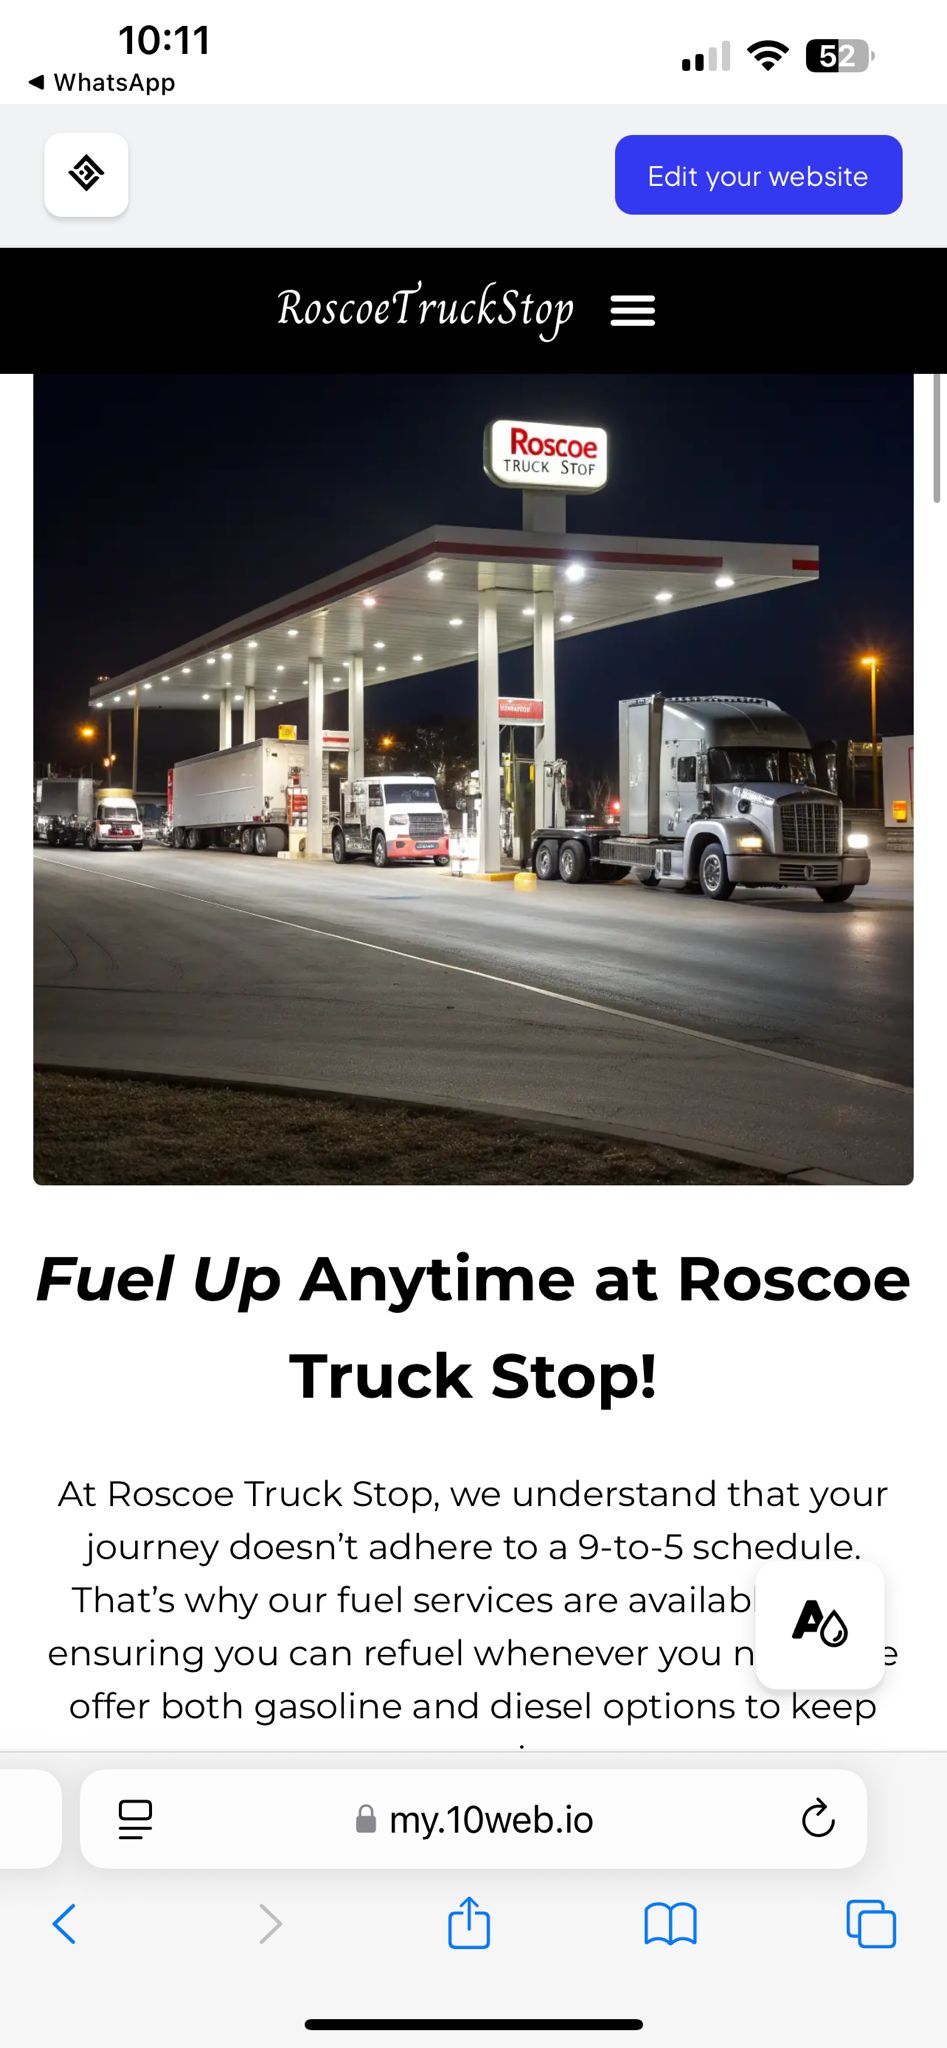 10:11
WhatsApp
52
Edit your website
RoscoeTruckStop
Roscoe
TRUCK STOF
Fuel Up Anytime at Roscoe
Truck Stop!
At Roscoe Truck Stop, we understand that your
journey doesn’t adhere to a 9-to-5 schedule.
That’s why our fuel services are availab
ensuring you can refuel whenever you n e
offer both gasoline and diesel options to keep
my.10web.io